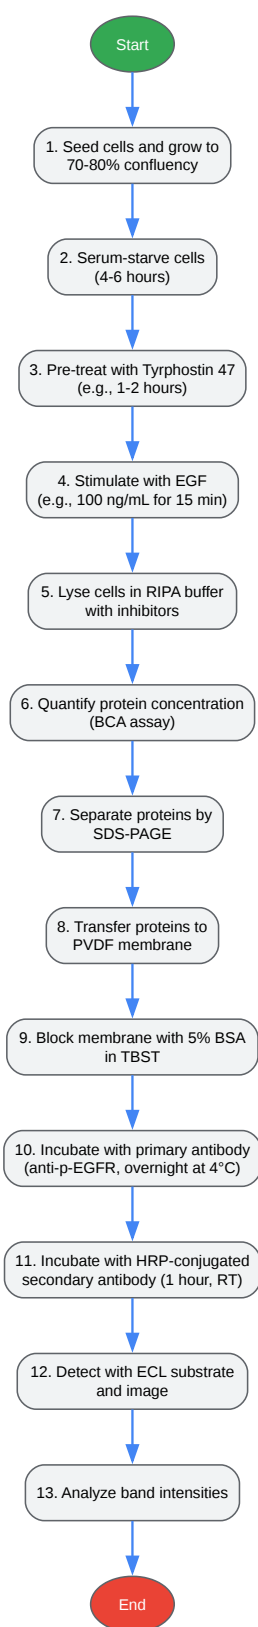 Start
1. Seed cells and grow to
70-80% confluency
2. Serum-starve cells
(4-6 hours)
3. Pre-treat with Tyrphostin 47
(e.g., 1-2 hours)
4. Stimulate with EGF
(e.g., 100 ng/mL for 15 min)
5. Lyse cells in RIPA buffer
with inhibitors
6. Quantify protein concentration
(BCA assay)
7. Separate proteins by
SDS-PAGE
8. Transfer proteins to
PVDF membrane
9. Block membrane with 5% BSA
in TBST
10. Incubate with primary antibody
(anti-p-EGFR, overnight at 4°C)
11. Incubate with HRP-conjugated
secondary antibody (1 hour, RT)
12. Detect with ECL substrate
and image
13. Analyze band intensities
End